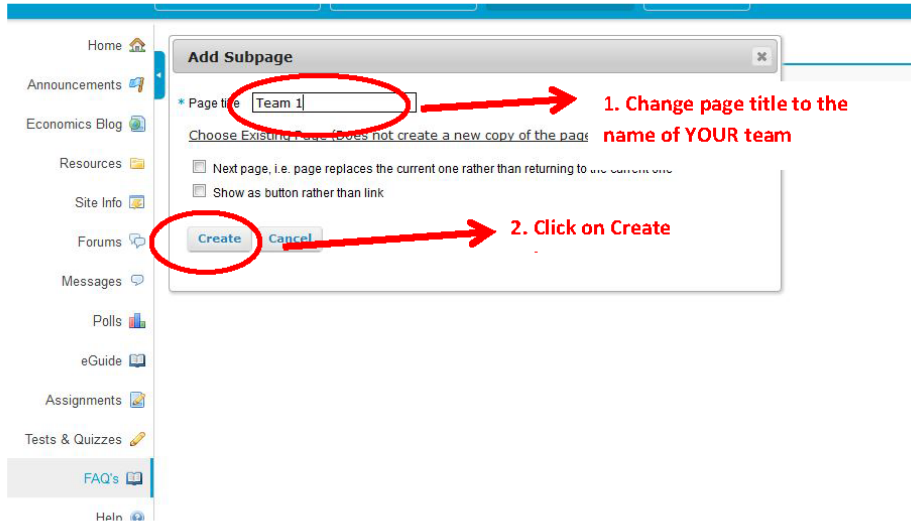 Home
Announcements
Economics Blog
Resources
Site Info
Forums
Messages
Polls
eGuide
Assignments
Tests & Quizzes
FAQ's
Help
Add Subpage
* Page title Team 1
Choose Existing Page (Does not create a new copy of the page
Next page, i.e. page replaces the current one rather than returning to the current one
Show as button rather than link
Create Cancel
1. Change page title to the
name of YOUR team
2. Click on Create